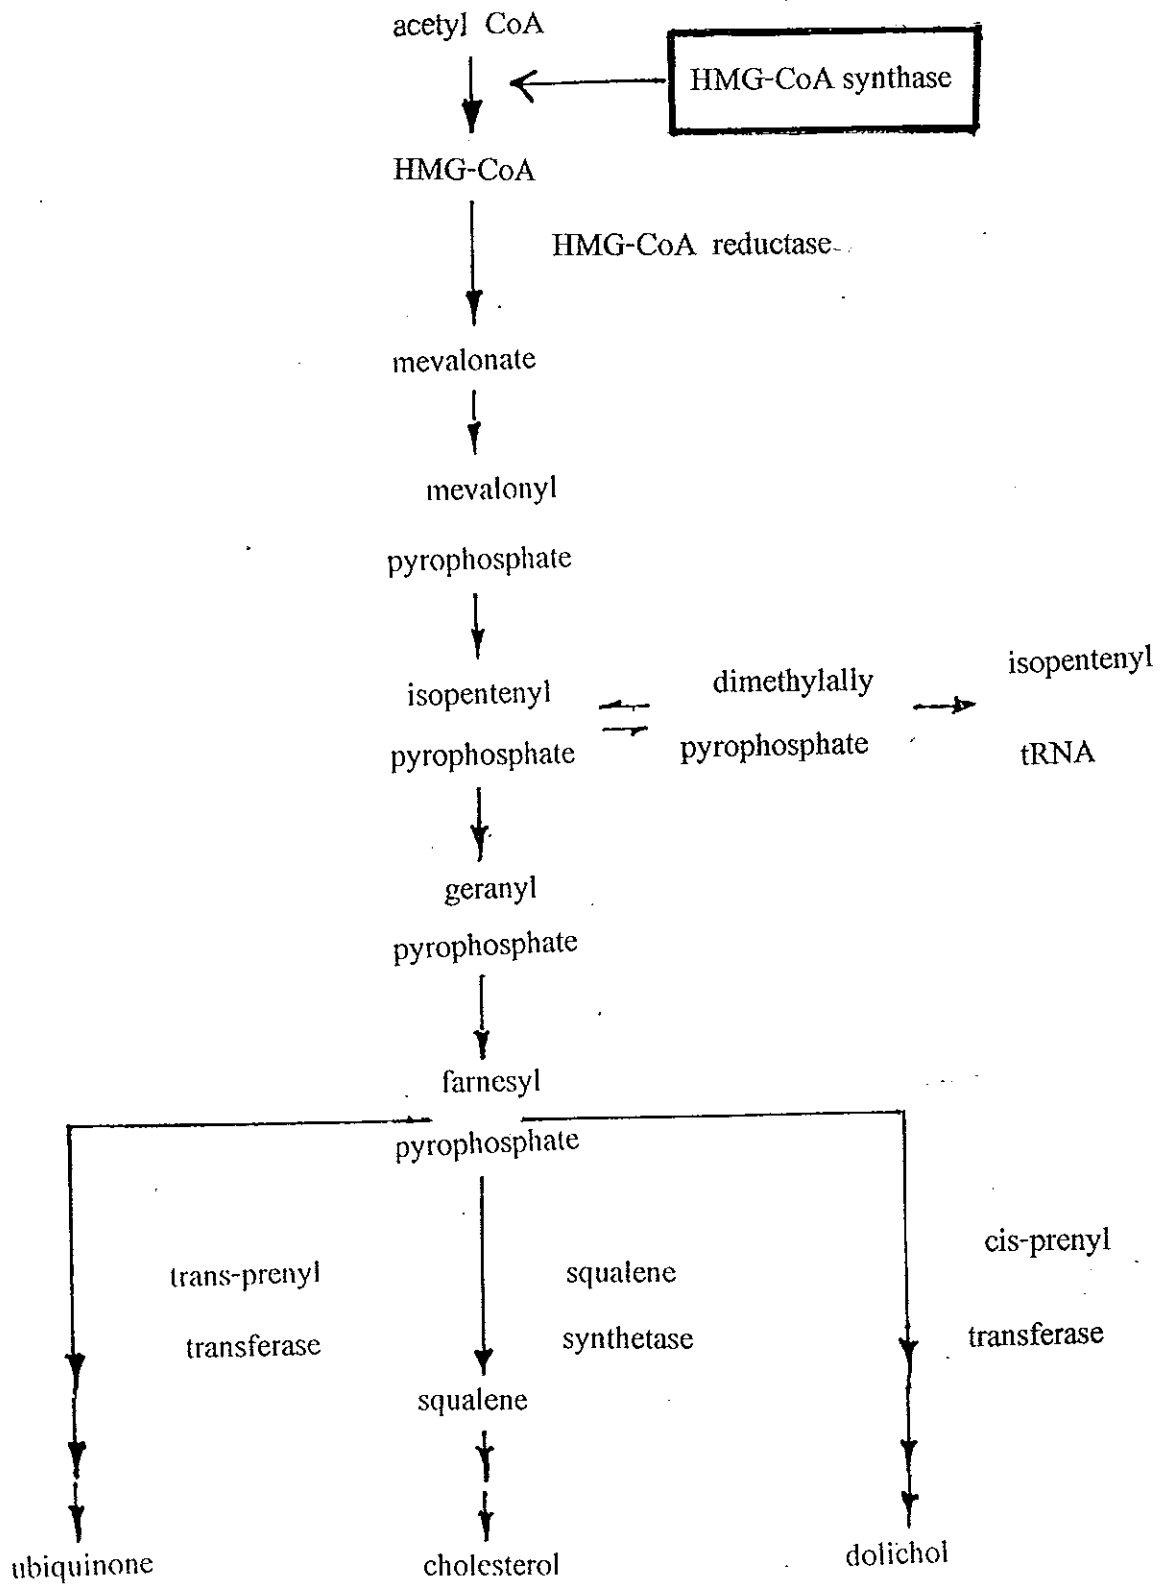 acetyl CoA
HMG-CoA synthase
HMG-CoA
HMG-CoA reductase
mevalonate
mevalonyl
pyrophosphate
isopentenyl
pyrophosphate
dimethylally
pyrophosphate
isopentenyl
tRNA
geranyl
pyrophosphate
farnesyl
pyrophosphate
trans-prenyl
transferase
squalene
synthetase
cis-prenyl
transferase
squalene
ubiquinone
cholesterol
dolichol